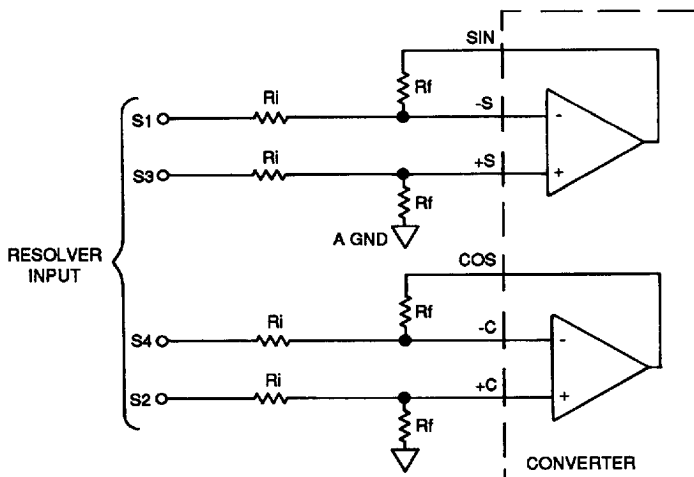 SIN
Rf
Ri
-S
S1
-
Ri
+S
S3
+
Rf
A GND
RESOLVER
INPUT
COS
Rf
Ri
-C
S4
-
Ri
+C
S2
+
Rf
CONVERTER